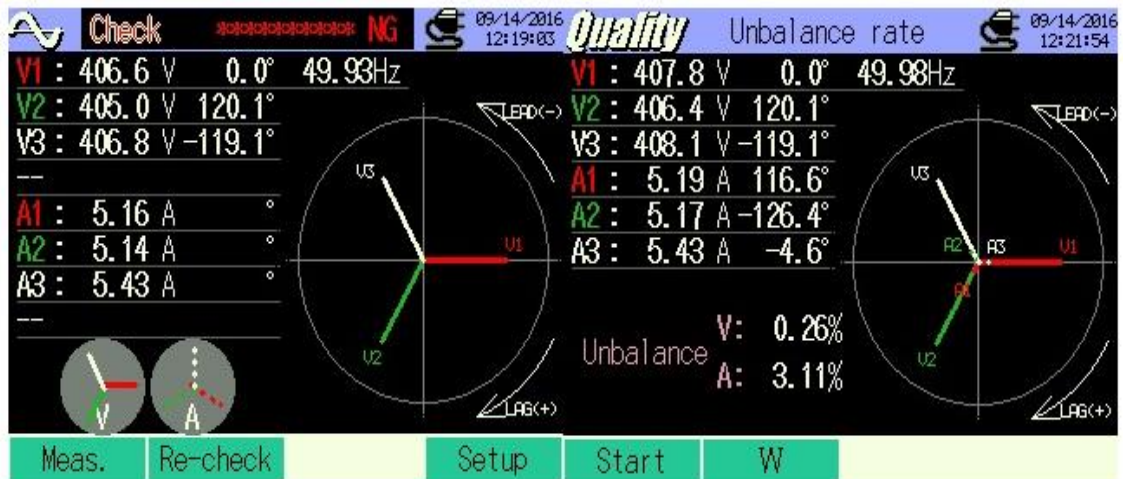 Check ********** NG 09/14/2016
12:19:03
V1 : 406.6 V 0.0° 49.93Hz
V2 : 405.0 V 120.1°
V3 : 406.8 V -119.1°
--
A1 : 5.16 A °
A2 : 5.14 A °
A3 : 5.43 A °
--
LEAD(-)
V3
V1
V2
LAG(+)
V
A
Meas. Re-check Setup
Quality Unbalance rate 09/14/2016
12:21:54
V1 : 407.8 V 0.0° 49.98Hz
V2 : 406.4 V 120.1°
V3 : 408.1 V -119.1°
A1 : 5.19 A 116.6°
A2 : 5.17 A -126.4°
A3 : 5.43 A -4.6°
Unbalance V: 0.26%
A: 3.11%
LEAD(-)
V3
A2 A3 V1
A1
V2
LAG(+)
Start W